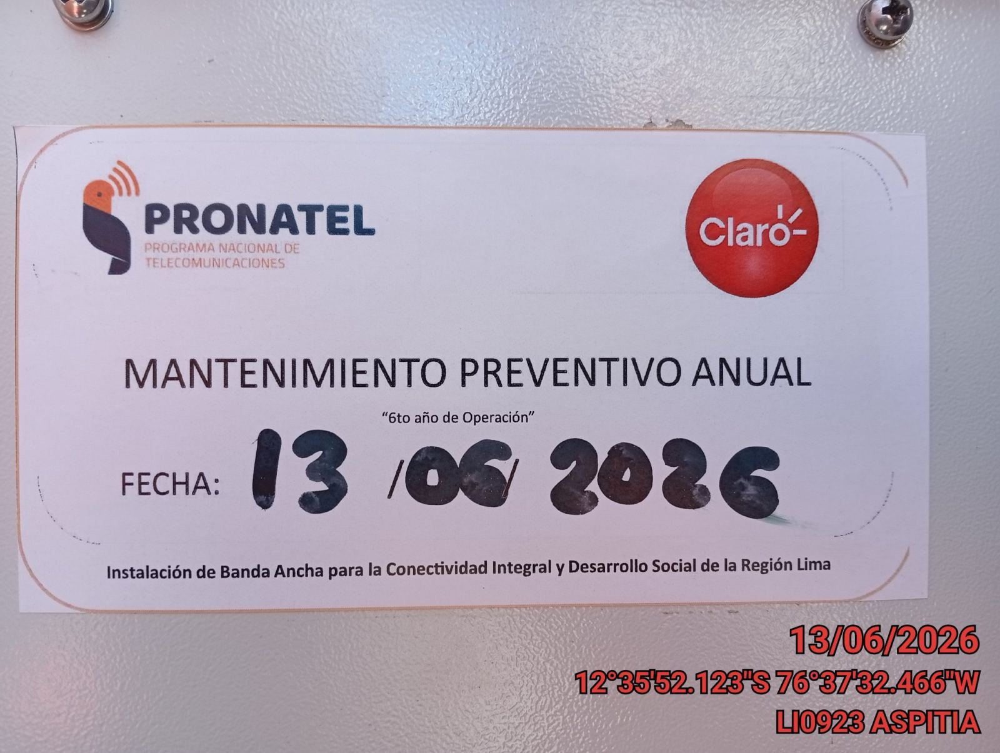 PRONATEL
PROGRAMA NACIONAL DE
TELECOMUNICACIONES
Claro
MANTENIMIENTO PREVENTIVO ANUAL
“6to año de Operación”
FECHA: 13 /06/ 2026
Instalación de Banda Ancha para la Conectividad Integral y Desarrollo Social de la Región Lima
13/06/2026
12°35'52.123"S 76°37'32.466"W
LI0923 ASPITIA